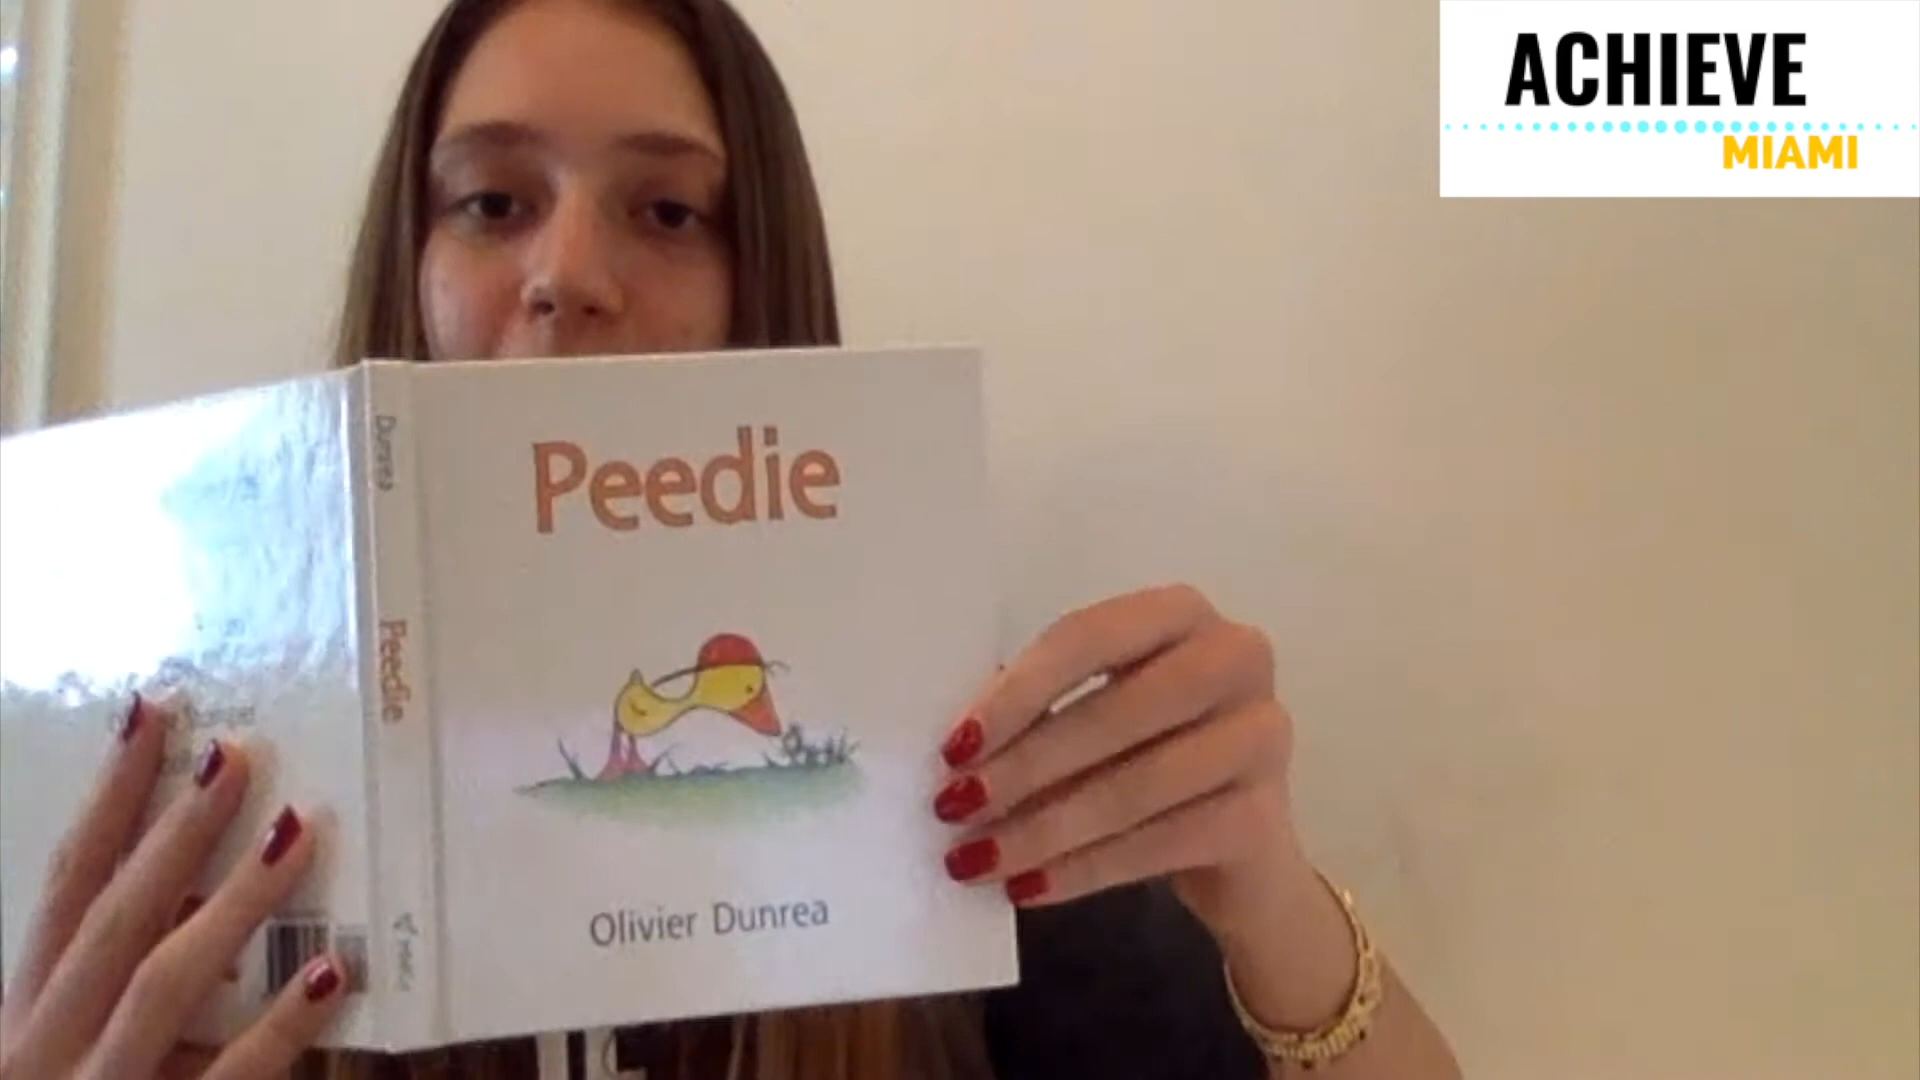 ACHIEVE
MIAMI
Peedie
Olivier Dunrea
Dunrea
Peedie